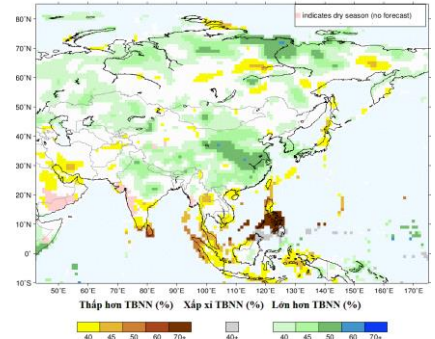 indicates dry season (no forecast)
80°N
70°N
60°N
50°N
40°N
30°N
20°N
10°N
0°
10°S
50°E 60°E 70°E 80°E 90°E 100°E 110°E 120°E 130°E 140°E 150°E 160°E 170°E
Thấp hơn TBNN (%) Xấp xỉ TBNN (%) Lớn hơn TBNN (%)
40 45 50 60 70+ 40+ 40 45 50 60 70+